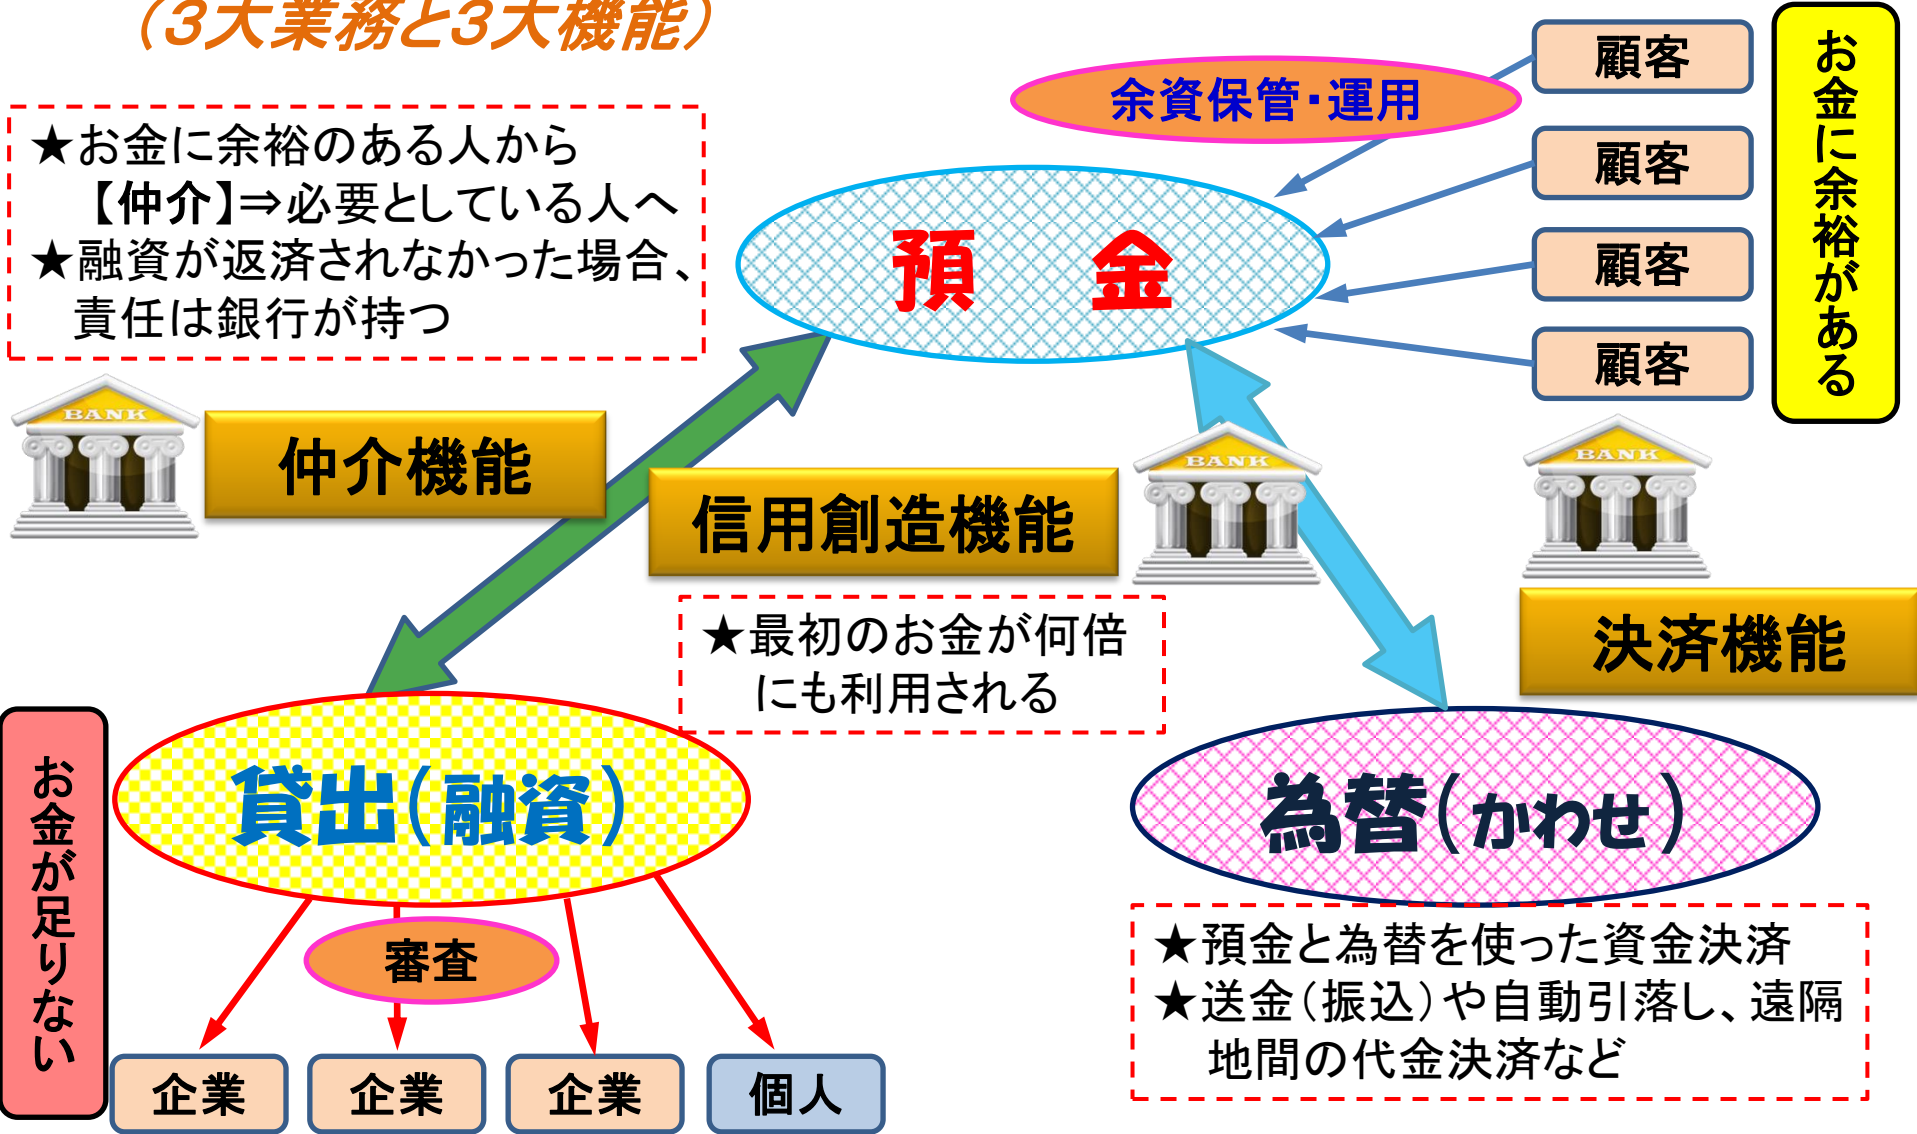 （３大業務と３大機能）
★お金に余裕のある人から
【仲介】⇒必要としている人へ
★融資が返済されなかった場合、
責任は銀行が持つ
余資保管・運用
顧客
顧客
顧客
顧客
お金に余裕がある
預　金
BANK
仲介機能
信用創造機能
BANK
BANK
決済機能
★最初のお金が何倍
にも利用される
お金が足りない
貸出（融資）
為替（かわせ）
審査
企業
企業
企業
個人
★預金と為替を使った資金決済
★送金（振込）や自動引落し、遠隔
地間の代金決済など